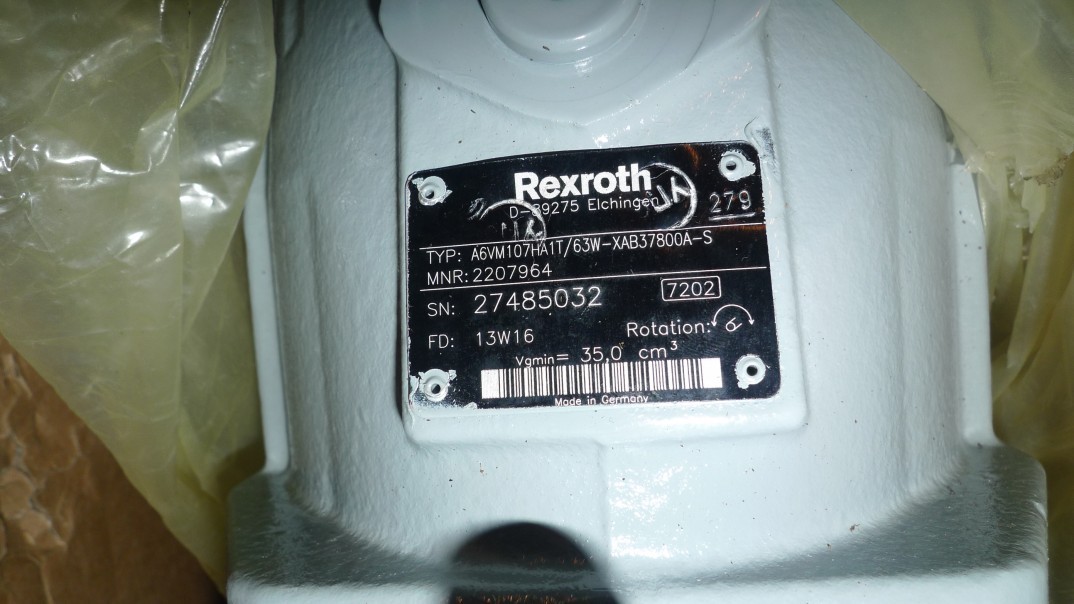 Rexroth
D-89275 Elchingen
279
TYP: A6VM107HA1T/63W-XAB37800A-S
MNR: 2207964
SN: 27485032 7202
FD: 13W16 Rotation:
Vgmin= 35,0 cm³
Made in Germany